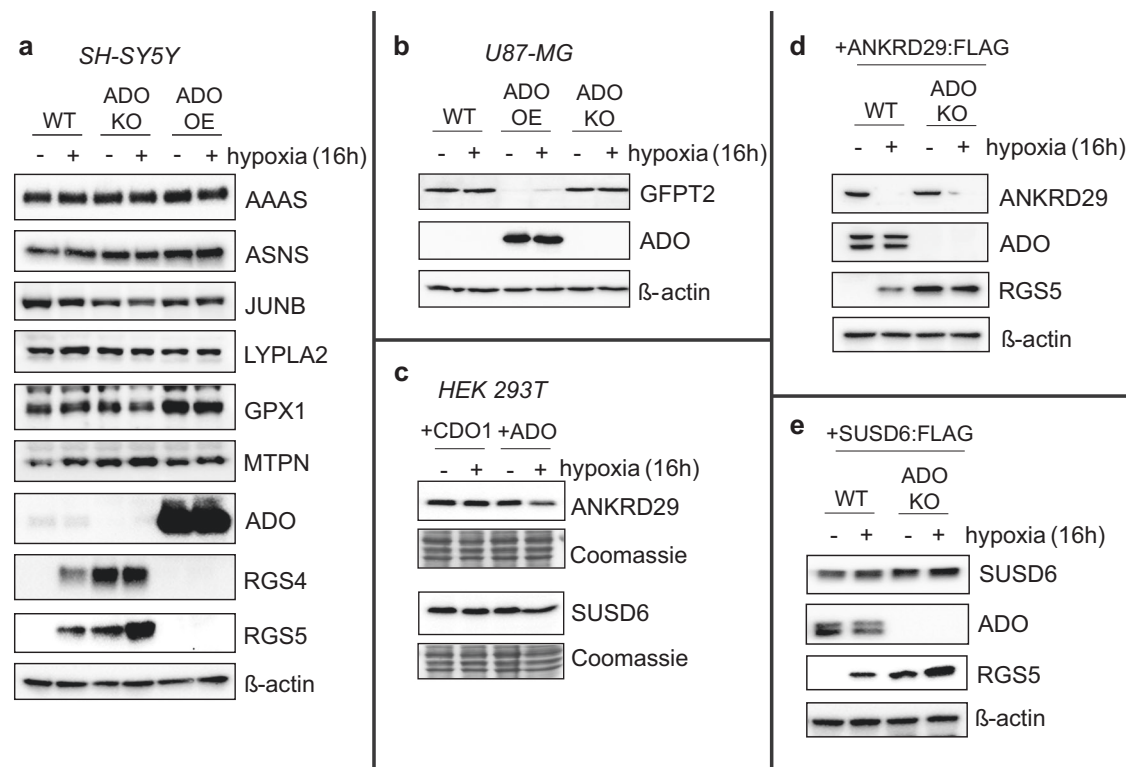 a
SH-SY5Y
WT
ADO
KO
ADO
OE
- + - + - + hypoxia (16h)
AAAS
ASNS
JUNB
LYPLA2
GPX1
MTPN
ADO
RGS4
RGS5
ß-actin
b
U87-MG
WT
ADO
OE
ADO
KO
- + - + - + hypoxia (16h)
GFPT2
ADO
ß-actin
c
HEK 293T
+CDO1 +ADO
- + - + hypoxia (16h)
ANKRD29
Coomassie
SUSD6
Coomassie
d
+ANKRD29:FLAG
WT
ADO
KO
- + - + hypoxia (16h)
ANKRD29
ADO
RGS5
ß-actin
e
+SUSD6:FLAG
WT
ADO
KO
- + - + hypoxia (16h)
SUSD6
ADO
RGS5
ß-actin